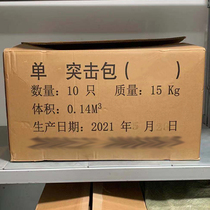 单 突击包( )
数量: 10 只 质量: 15 Kg
体积: 0.14M³
生产日期: 2021 年 5 月 日